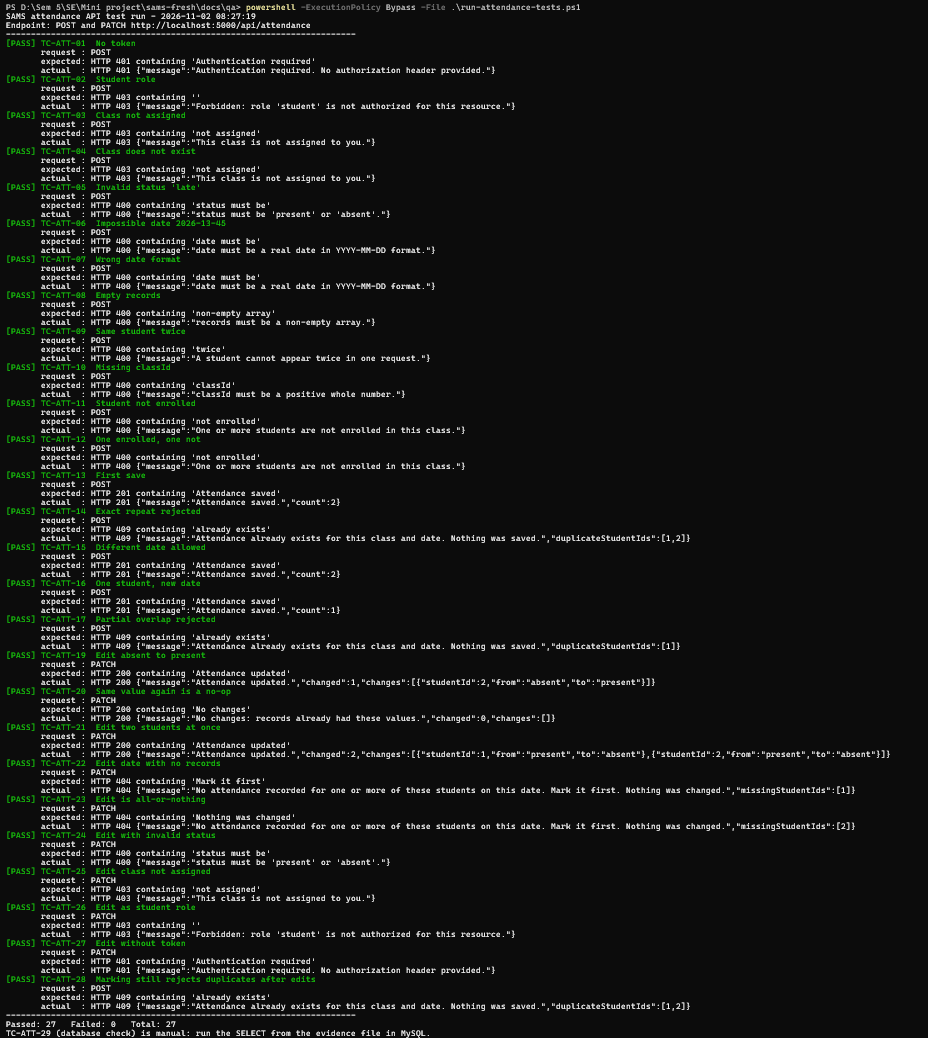 PS D:\Sem 5\SE\Mini project\sams-fresh\docs\qa> powershell -ExecutionPolicy Bypass -File .\run-attendance-tests.ps1
SAMS attendance API test run - 2026-11-02 08:27:19
Endpoint: POST and PATCH http://localhost:5000/api/attendance
----------------------------------------------------------------------
[PASS] TC-ATT-01  No token
       request : POST
       expected: HTTP 401 containing 'Authentication required'
       actual  : HTTP 401 {"message":"Authentication required. No authorization header provided."}
[PASS] TC-ATT-02  Student role
       request : POST
       expected: HTTP 403 containing ''
       actual  : HTTP 403 {"message":"Forbidden: role 'student' is not authorized for this resource."}
[PASS] TC-ATT-03  Class not assigned
       request : POST
       expected: HTTP 403 containing 'not assigned'
       actual  : HTTP 403 {"message":"This class is not assigned to you."}
[PASS] TC-ATT-04  Class does not exist
       request : POST
       expected: HTTP 403 containing 'not assigned'
       actual  : HTTP 403 {"message":"This class is not assigned to you."}
[PASS] TC-ATT-05  Invalid status 'late'
       request : POST
       expected: HTTP 400 containing 'status must be'
       actual  : HTTP 400 {"message":"status must be 'present' or 'absent'."}
[PASS] TC-ATT-06  Impossible date 2026-13-45
       request : POST
       expected: HTTP 400 containing 'date must be'
       actual  : HTTP 400 {"message":"date must be a real date in YYYY-MM-DD format."}
[PASS] TC-ATT-07  Wrong date format
       request : POST
       expected: HTTP 400 containing 'date must be'
       actual  : HTTP 400 {"message":"date must be a real date in YYYY-MM-DD format."}
[PASS] TC-ATT-08  Empty records
       request : POST
       expected: HTTP 400 containing 'non-empty array'
       actual  : HTTP 400 {"message":"records must be a non-empty array."}
[PASS] TC-ATT-09  Same student twice
       request : POST
       expected: HTTP 400 containing 'twice'
       actual  : HTTP 400 {"message":"A student cannot appear twice in one request."}
[PASS] TC-ATT-10  Missing classId
       request : POST
       expected: HTTP 400 containing 'classId'
       actual  : HTTP 400 {"message":"classId must be a positive whole number."}
[PASS] TC-ATT-11  Student not enrolled
       request : POST
       expected: HTTP 400 containing 'not enrolled'
       actual  : HTTP 400 {"message":"One or more students are not enrolled in this class."}
[PASS] TC-ATT-12  One enrolled, one not
       request : POST
       expected: HTTP 400 containing 'not enrolled'
       actual  : HTTP 400 {"message":"One or more students are not enrolled in this class."}
[PASS] TC-ATT-13  First save
       request : POST
       expected: HTTP 201 containing 'Attendance saved'
       actual  : HTTP 201 {"message":"Attendance saved.","count":2}
[PASS] TC-ATT-14  Exact repeat rejected
       request : POST
       expected: HTTP 409 containing 'already exists'
       actual  : HTTP 409 {"message":"Attendance already exists for this class and date. Nothing was saved.","duplicateStudentIds":[1,2]}
[PASS] TC-ATT-15  Different date allowed
       request : POST
       expected: HTTP 201 containing 'Attendance saved'
       actual  : HTTP 201 {"message":"Attendance saved.","count":2}
[PASS] TC-ATT-16  One student, new date
       request : POST
       expected: HTTP 201 containing 'Attendance saved'
       actual  : HTTP 201 {"message":"Attendance saved.","count":1}
[PASS] TC-ATT-17  Partial overlap rejected
       request : POST
       expected: HTTP 409 containing 'already exists'
       actual  : HTTP 409 {"message":"Attendance already exists for this class and date. Nothing was saved.","duplicateStudentIds":[1]}
[PASS] TC-ATT-19  Edit absent to present
       request : PATCH
       expected: HTTP 200 containing 'Attendance updated'
       actual  : HTTP 200 {"message":"Attendance updated.","changed":1,"changes":[{"studentId":2,"from":"absent","to":"present"}]}
[PASS] TC-ATT-20  Same value again is a no-op
       request : PATCH
       expected: HTTP 200 containing 'No changes'
       actual  : HTTP 200 {"message":"No changes: records already had these values.","changed":0,"changes":[]}
[PASS] TC-ATT-21  Edit two students at once
       request : PATCH
       expected: HTTP 200 containing 'Attendance updated'
       actual  : HTTP 200 {"message":"Attendance updated.","changed":2,"changes":[{"studentId":1,"from":"present","to":"absent"},{"studentId":2,"from":"present","to":"absent"}]}
[PASS] TC-ATT-22  Edit date with no records
       request : PATCH
       expected: HTTP 404 containing 'Mark it first'
       actual  : HTTP 404 {"message":"No attendance recorded for one or more of these students on this date. Mark it first. Nothing was changed.","missingStudentIds":[1]}
[PASS] TC-ATT-23  Edit is all-or-nothing
       request : PATCH
       expected: HTTP 404 containing 'Nothing was changed'
       actual  : HTTP 404 {"message":"No attendance recorded for one or more of these students on this date. Mark it first. Nothing was changed.","missingStudentIds":[2]}
[PASS] TC-ATT-24  Edit with invalid status
       request : PATCH
       expected: HTTP 400 containing 'status must be'
       actual  : HTTP 400 {"message":"status must be 'present' or 'absent'."}
[PASS] TC-ATT-25  Edit class not assigned
       request : PATCH
       expected: HTTP 403 containing 'not assigned'
       actual  : HTTP 403 {"message":"This class is not assigned to you."}
[PASS] TC-ATT-26  Edit as student role
       request : PATCH
       expected: HTTP 403 containing ''
       actual  : HTTP 403 {"message":"Forbidden: role 'student' is not authorized for this resource."}
[PASS] TC-ATT-27  Edit without token
       request : PATCH
       expected: HTTP 401 containing 'Authentication required'
       actual  : HTTP 401 {"message":"Authentication required. No authorization header provided."}
[PASS] TC-ATT-28  Marking still rejects duplicates after edits
       request : POST
       expected: HTTP 409 containing 'already exists'
       actual  : HTTP 409 {"message":"Attendance already exists for this class and date. Nothing was saved.","duplicateStudentIds":[1,2]}
----------------------------------------------------------------------
Passed: 27   Failed: 0   Total: 27
TC-ATT-29 (database check) is manual: run the SELECT from the evidence file in MySQL.